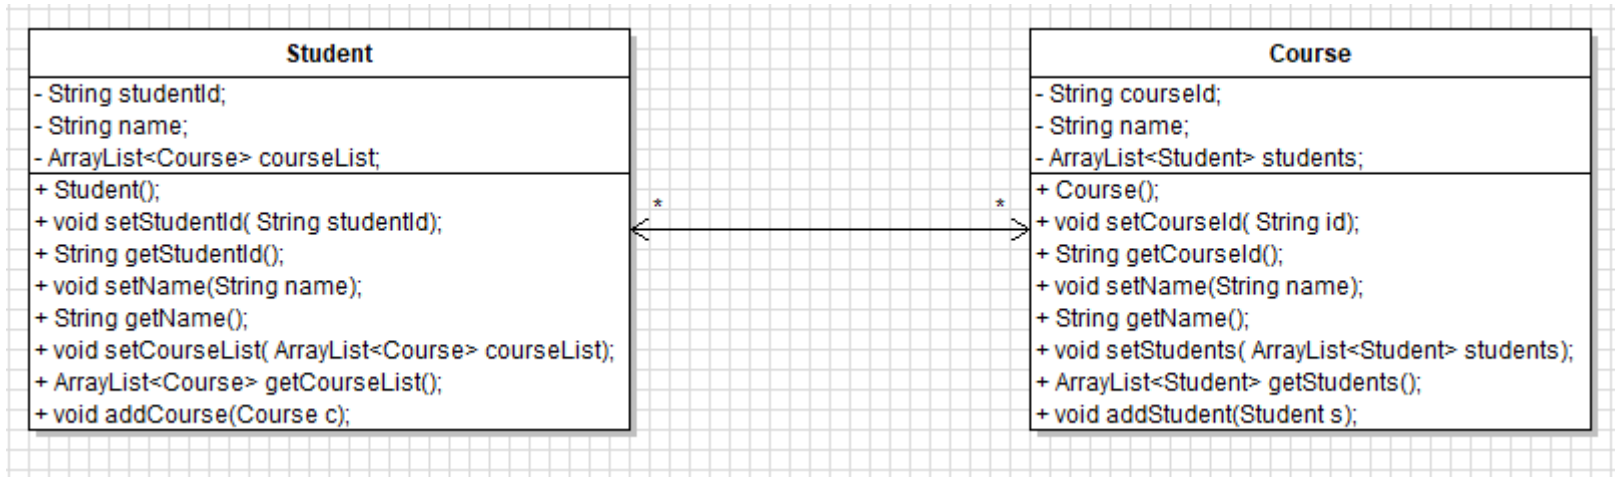 Student
- String studentId;
- String name;
- ArrayList<Course> courseList;
+ Student();
+ void setStudentId( String studentId);
+ String getStudentId();
+ void setName(String name);
+ String getName();
+ void setCourseList( ArrayList<Course> courseList);
+ ArrayList<Course> getCourseList();
+ void addCourse(Course c);
*
*
Course
- String courseId;
- String name;
- ArrayList<Student> students;
+ Course();
+ void setCourseId( String id);
+ String getCourseId();
+ void setName(String name);
+ String getName();
+ void setStudents( ArrayList<Student> students);
+ ArrayList<Student> getStudents();
+ void addStudent(Student s);